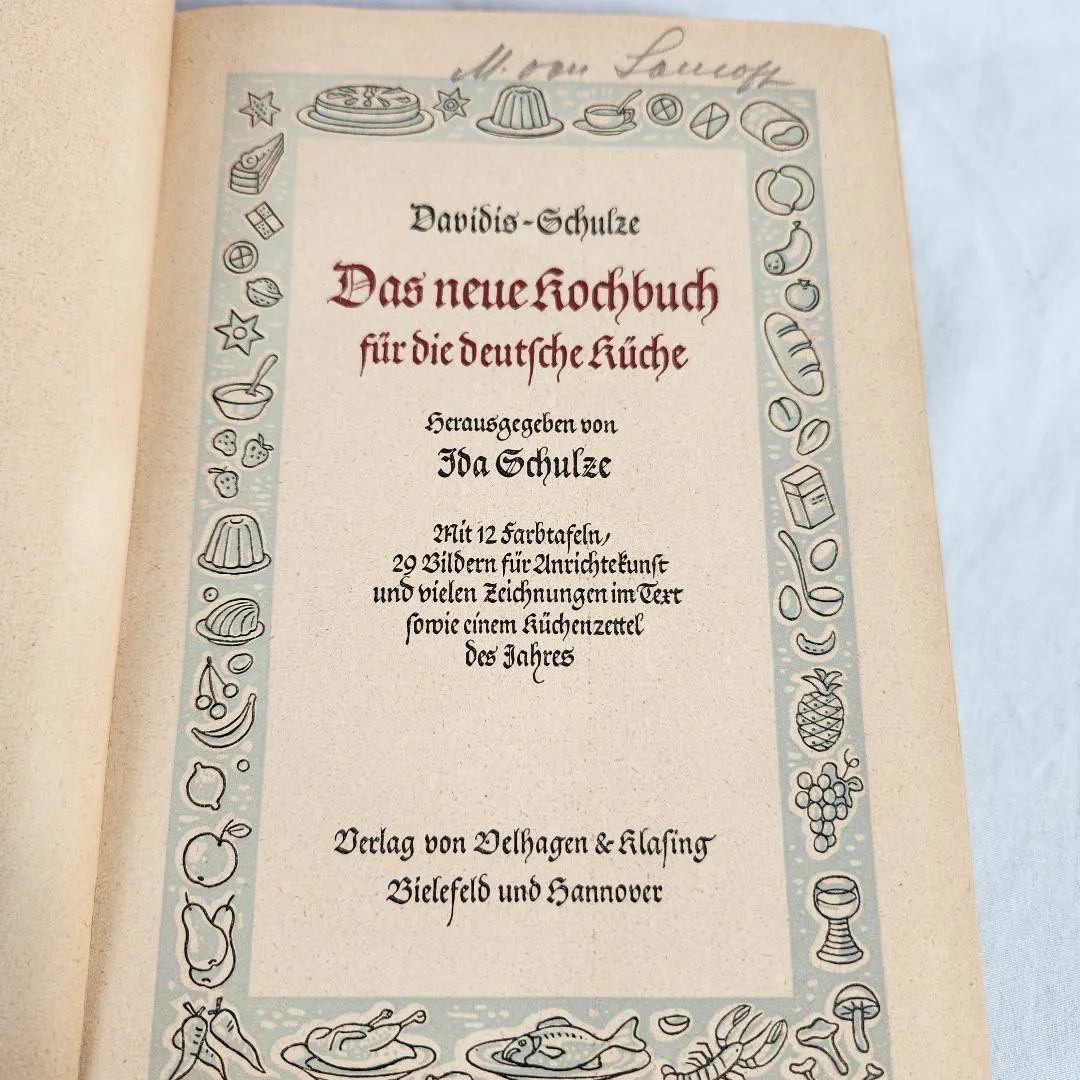 M. von
Davidis-Schulze
Das neue Kochbuch
für die deutſche Küche
Herausgegeben von
Ida Schulze
Mit 12 Farbtafeln,
29 Bildern für Anrichtekunſt
und vielen Zeichnungen im Text
ſowie einem Küchenzettel
des Jahres
Verlag von Velhagen & Klaſing
Bielefeld und Hannover